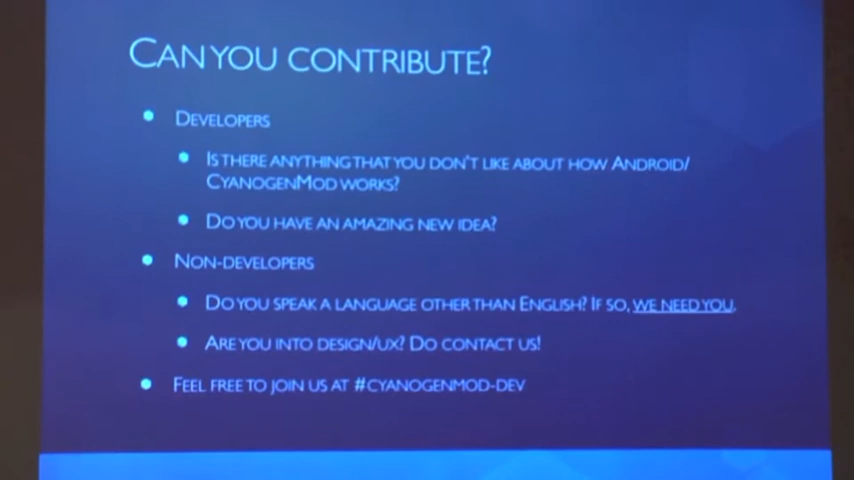 CAN YOU CONTRIBUTE?
DEVELOPERS
IS THERE ANYTHING THAT YOU DON'T LIKE ABOUT HOW ANDROID/
CYANOGENMOD WORKS?
DO YOU HAVE AN AMAZING NEW IDEA?
NON-DEVELOPERS
DO YOU SPEAK A LANGUAGE OTHER THAN ENGLISH? IF SO, WE NEED YOU.
ARE YOU INTO DESIGN/UX? DO CONTACT US!
FEEL FREE TO JOIN US AT #CYANOGENMOD-DEV